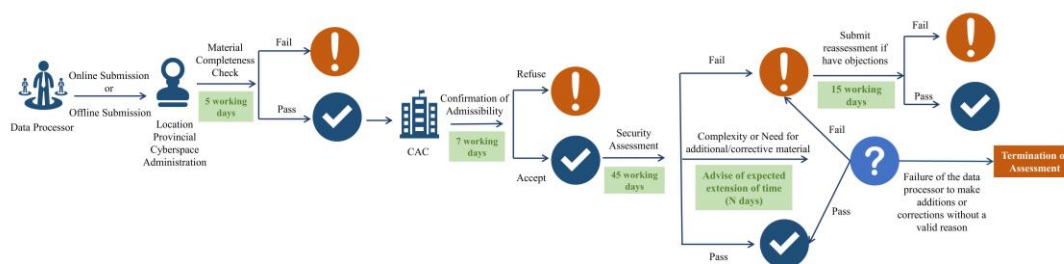 Data Processor
Online Submission
or
Offline Submission
Location
Provincial
Cyberspace
Administration
Material
Completeness
Check
5 working
days
Fail
Pass
CAC
Confirmation of
Admissibility
7 working
days
Refuse
Accept
Security
Assessment
45 working
days
Fail
Complexity or Need for
additional/corrective material
Advise of expected
extension of time
(N days)
Pass
Submit
reassessment if
have objections
15 working
days
Fail
Pass
Fail
Pass
?
Failure of the data
processor to make
additions or
corrections without a
valid reason
Termination of
Assessment